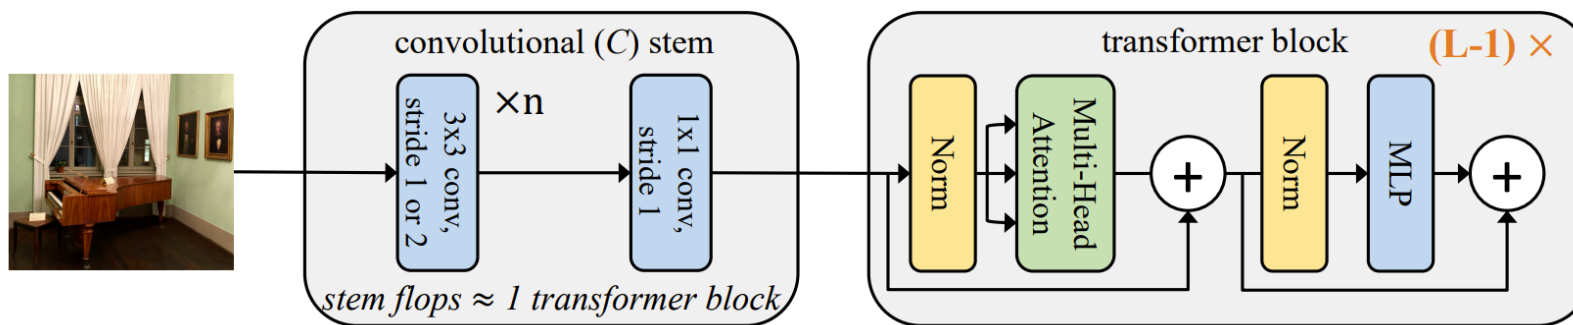 convolutional (C) stem
3x3 conv,
stride 1 or 2
×n
1x1 conv,
stride 1
stem flops ≈ 1 transformer block
transformer block
(L-1) ×
Norm
Multi-Head
Attention
+
Norm
MLP
+